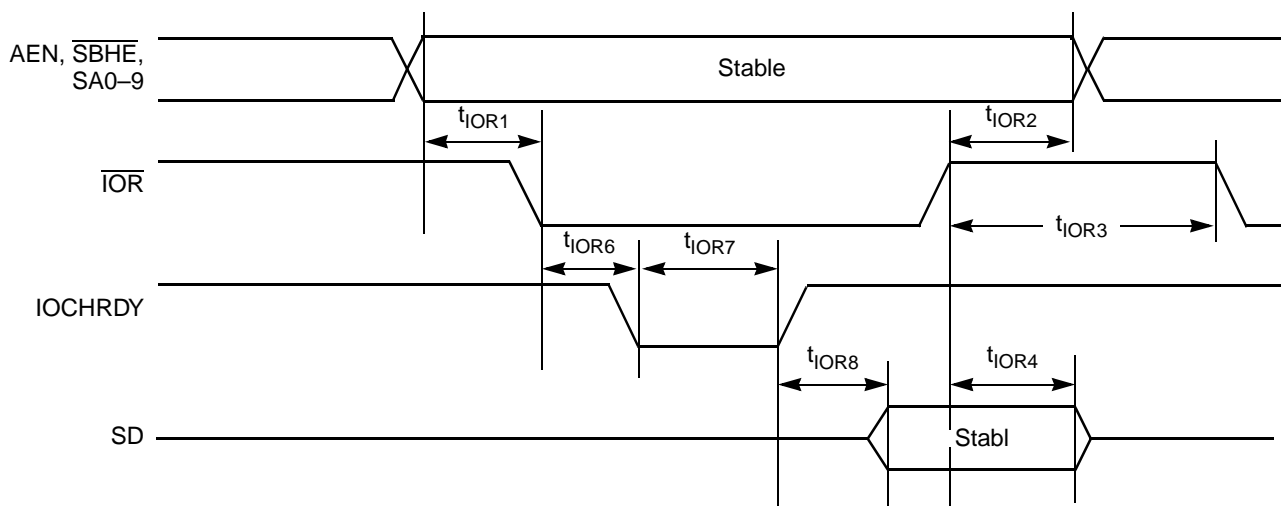 AEN, SBHE,
SA0–9
Stable
tIOR1
tIOR2
IOR
tIOR3
tIOR6
tIOR7
IOCHRDY
tIOR8
tIOR4
SD
Stabl